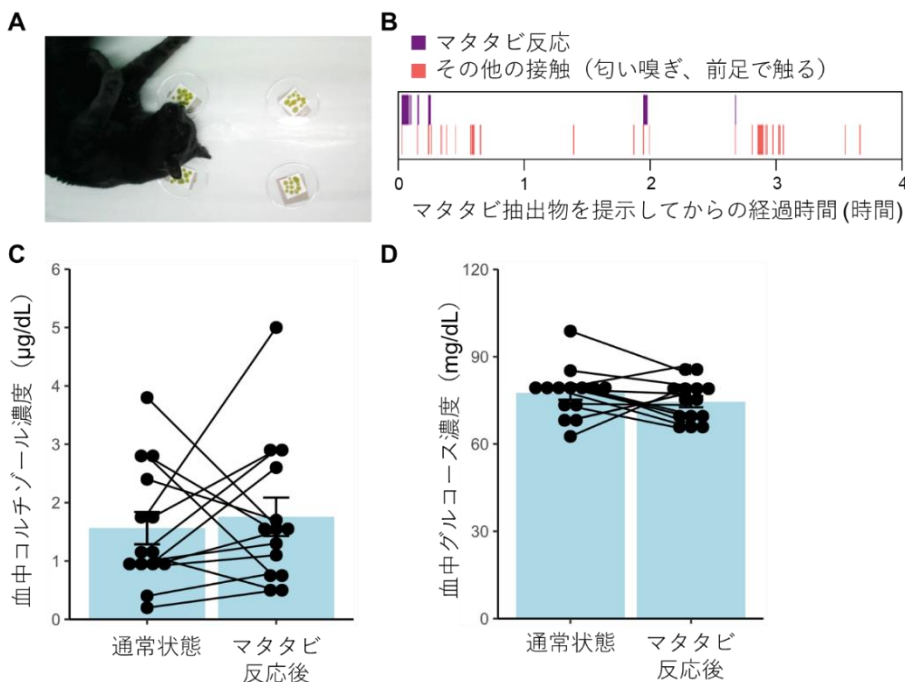 A
B
マタタビ反応
その他の接触（匂い嗅ぎ、前足で触る）
0 1 2 3 4
マタタビ抽出物を提示してからの経過時間 (時間)
C
血中コルチゾール濃度（μg/dL）
6
5
4
3
2
1
0
通常状態
マタタビ
反応後
D
血中グルコース濃度（mg/dL）
120
90
60
30
0
通常状態
マタタビ
反応後